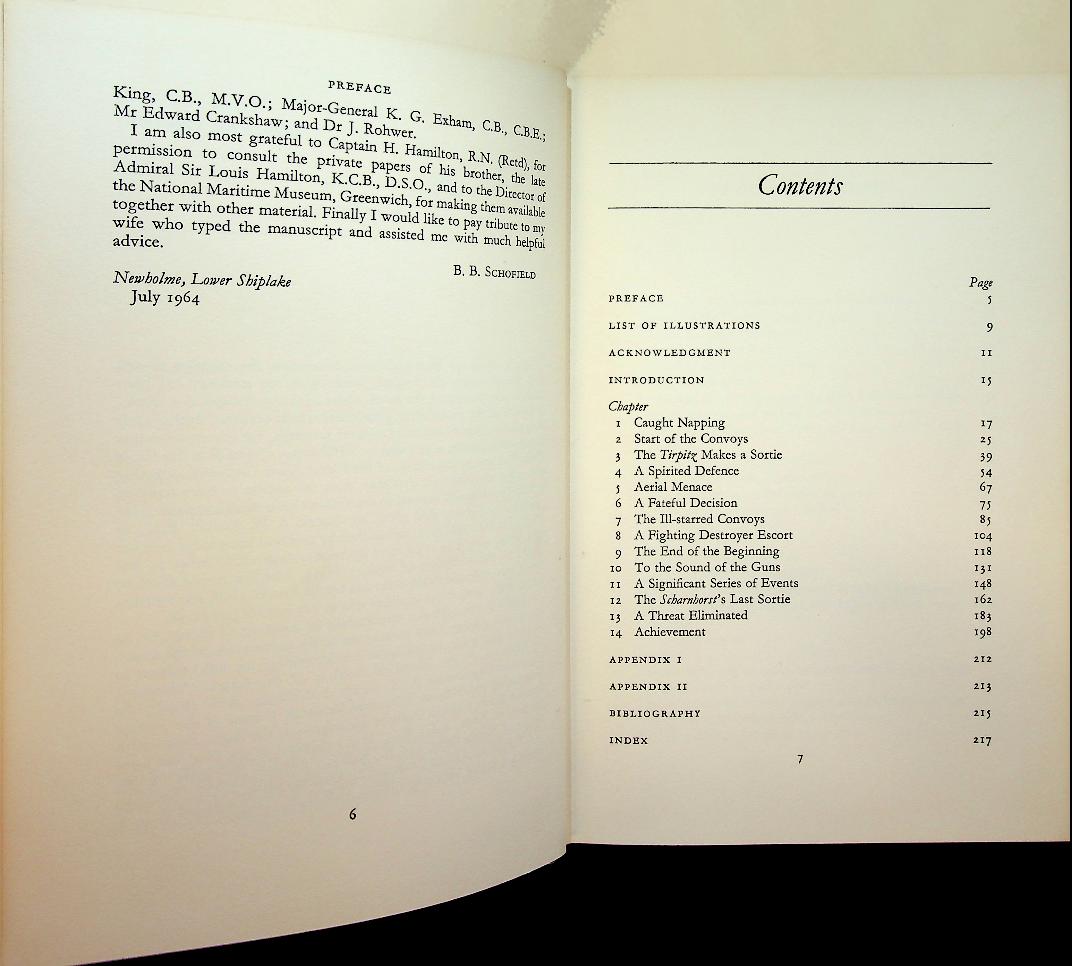 PREFACE
King, C.B., M.V.O.; Major-General K. G. Exham, C.B., C.B.E.;
Mr Edward Crankshaw; and Dr J. Rohwer.
I am also most grateful to Captain H. Hamilton, R.N. (Retd), for
permission to consult the private papers of his brother, the late
Admiral Sir Louis Hamilton, K.C.B., D.S.O., and to the Director of
the National Maritime Museum, Greenwich, for making them available
together with other material. Finally I would like to pay tribute to my
wife who typed the manuscript and assisted me with much helpful
advice.
B. B. SCHOFIELD
Newholme, Lower Shiplake
July 1964
6
Contents
Page
PREFACE 5
LIST OF ILLUSTRATIONS 9
ACKNOWLEDGMENT 11
INTRODUCTION 15
Chapter
1 Caught Napping 17
2 Start of the Convoys 25
3 The Tirpitz Makes a Sortie 39
4 A Spirited Defence 54
5 Aerial Menace 67
6 A Fateful Decision 75
7 The Ill-starred Convoys 85
8 A Fighting Destroyer Escort 104
9 The End of the Beginning 118
10 To the Sound of the Guns 131
11 A Significant Series of Events 148
12 The Scharnhorst's Last Sortie 162
13 A Threat Eliminated 183
14 Achievement 198
APPENDIX I 212
APPENDIX II 213
BIBLIOGRAPHY 215
INDEX 217
7